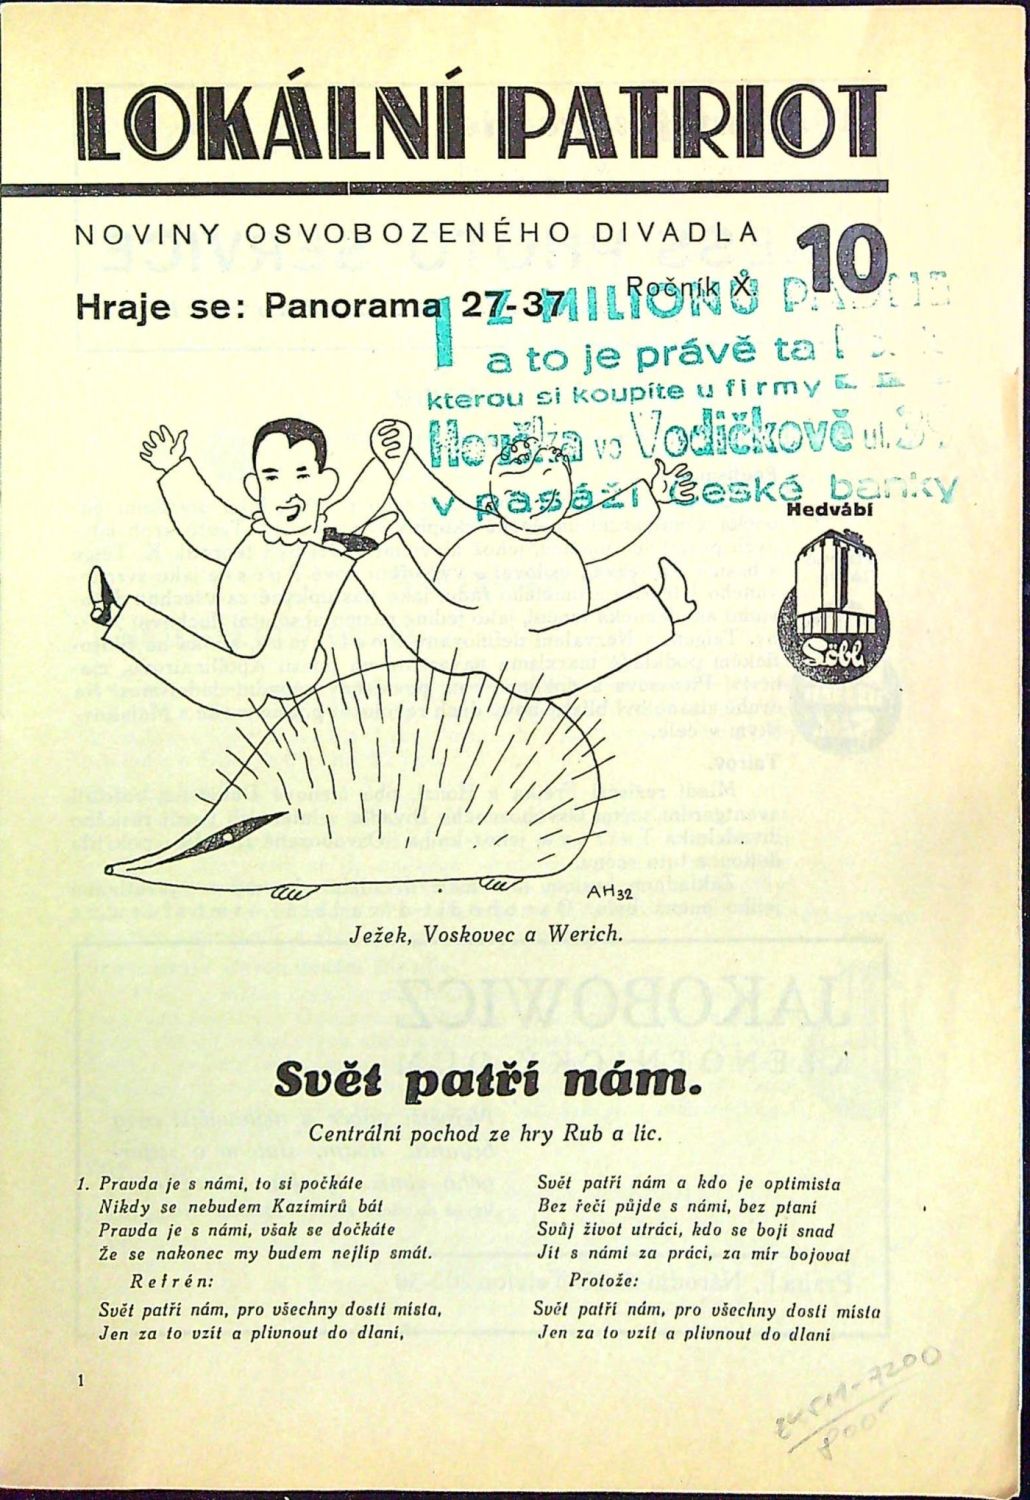 LOKÁLNÍ PATRIOT
NOVINY OSVOBOZENÉHO DIVADLA
10
Ročník X.
Hraje se: Panorama 27-37
1 Z MILIONŮ
a to je právě ta
kterou si koupíte u firmy
Houška vo Vodičkově ul.
v pasáži České banky
Hedvábí
Söbl
AH32
Ježek, Voskovec a Werich.
Svět patří nám.
Centrální pochod ze hry Rub a líc.
1. Pravda je s námi, to si počkáte
Nikdy se nebudem Kazimírů bát
Pravda je s námi, však se dočkáte
Že se nakonec my budem nejlíp smát.
Refrén:
Svět patří nám, pro všechny dosti místa,
Jen za to vzít a plivnout do dlaní,
Svět patří nám a kdo je optimista
Bez řečí půjde s námi, bez ptaní
Svůj život utrácí, kdo se bojí snad
Jít s námi za prací, za mír bojovat
Protože:
Svět patří nám, pro všechny dosti místa
Jen za to vzít a plivnout do dlaní
1